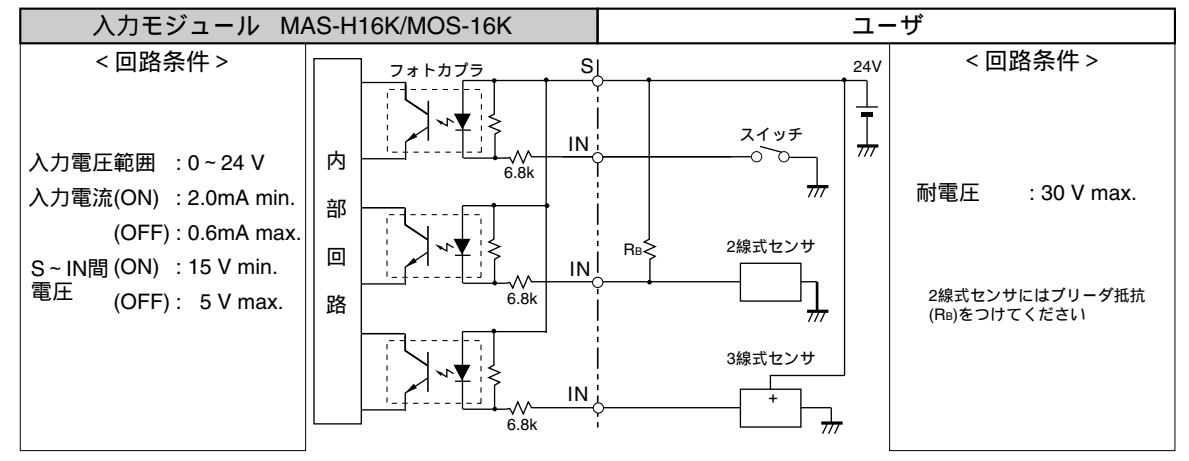 入力モジュール MAS-H16K/MOS-16K
ユーザ
<回路条件>
入力電圧範囲 : 0~24 V
入力電流(ON) : 2.0mA min.
(OFF) : 0.6mA max.
S~IN間 (ON) : 15 V min.
電圧 (OFF) : 5 V max.
内部回路
フォトカプラ
S
24V
IN
スイッチ
6.8k
RB
2線式センサ
IN
6.8k
3線式センサ
IN
+
6.8k
<回路条件>
耐電圧 : 30 V max.
2線式センサにはブリーダ抵抗
(RB)をつけてください